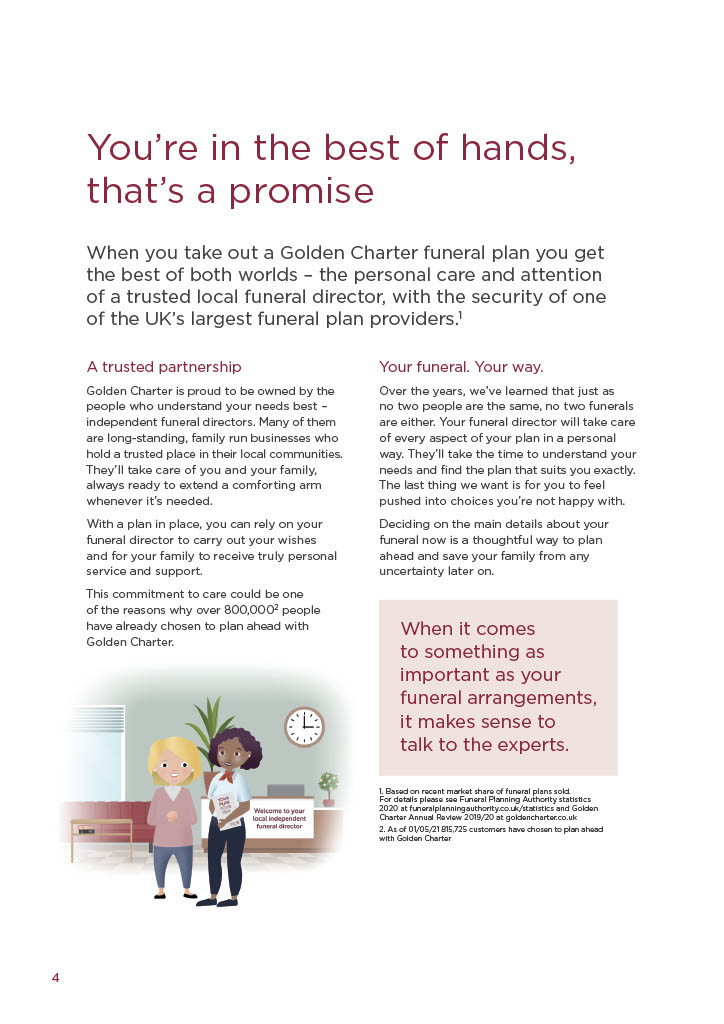 You’re in the best of hands,
that’s a promise
When you take out a Golden Charter funeral plan you get
the best of both worlds – the personal care and attention
of a trusted local funeral director, with the security of one
of the UK’s largest funeral plan providers.¹
A trusted partnership
Golden Charter is proud to be owned by the
people who understand your needs best –
independent funeral directors. Many of them
are long-standing, family run businesses who
hold a trusted place in their local communities.
They’ll take care of you and your family,
always ready to extend a comforting arm
whenever it’s needed.
With a plan in place, you can rely on your
funeral director to carry out your wishes
and for your family to receive truly personal
service and support.
This commitment to care could be one
of the reasons why over 800,000² people
have already chosen to plan ahead with
Golden Charter.
Your funeral. Your way.
Over the years, we’ve learned that just as
no two people are the same, no two funerals
are either. Your funeral director will take care
of every aspect of your plan in a personal
way. They’ll take the time to understand your
needs and find the plan that suits you exactly.
The last thing we want is for you to feel
pushed into choices you’re not happy with.
Deciding on the main details about your
funeral now is a thoughtful way to plan
ahead and save your family from any
uncertainty later on.
When it comes
to something as
important as your
funeral arrangements,
it makes sense to
talk to the experts.
1. Based on recent market share of funeral plans sold.
For details please see Funeral Planning Authority statistics
2020 at funeralplanningauthority.co.uk/statistics and Golden
Charter Annual Review 2019/20 at goldencharter.co.uk
2. As of 01/05/21 815,725 customers have chosen to plan ahead
with Golden Charter
YOUR
PLAN
YOUR
WAY
Welcome to your
local independent
funeral director
4